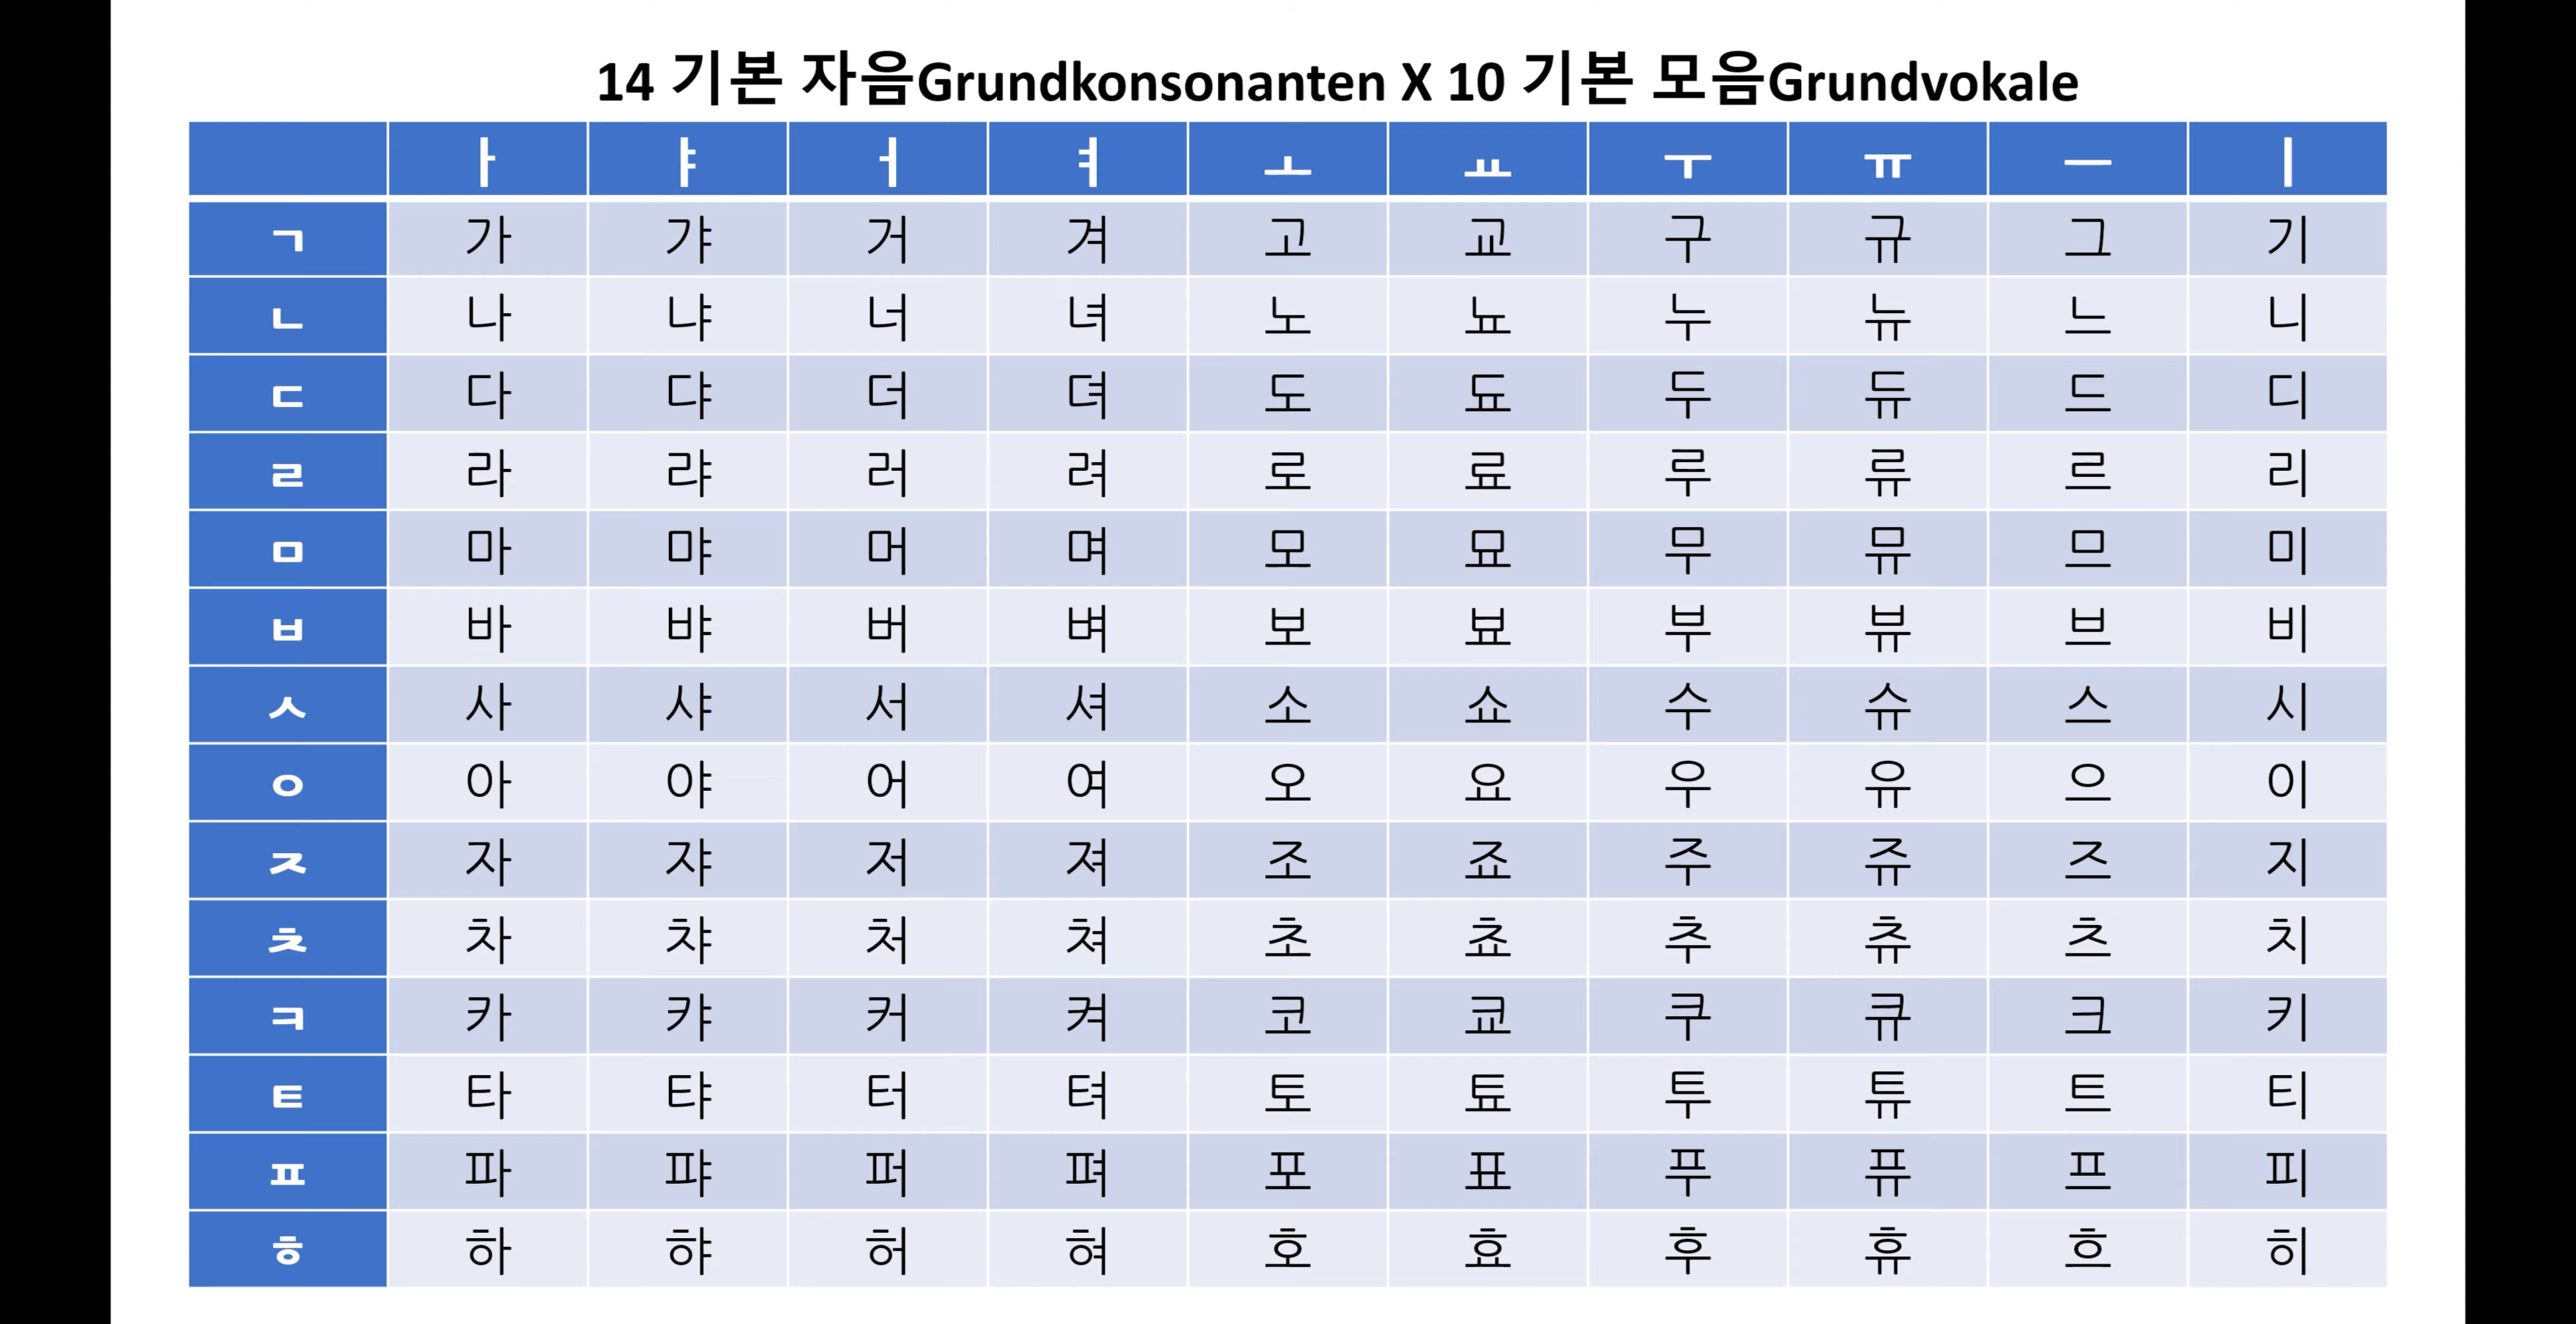 14 기본 자음Grundkonsonanten X 10 기본 모음Grundvokale
ㅏ ㅑ ㅓ ㅕ ㅗ ㅛ ㅜ ㅠ ㅡ ㅣ
ㄱ 가 갸 거 겨 고 교 구 규 그 기
ㄴ 나 냐 너 녀 노 뇨 누 뉴 느 니
ㄷ 다 댜 더 뎌 도 됴 두 듀 드 디
ㄹ 라 랴 러 려 로 료 루 류 르 리
ㅁ 마 먀 머 며 모 묘 무 뮤 므 미
ㅂ 바 뱌 버 벼 보 뵤 부 뷰 브 비
ㅅ 사 샤 서 셔 소 쇼 수 슈 스 시
ㅇ 아 야 어 여 오 요 우 유 으 이
ㅈ 자 쟈 저 져 조 죠 주 쥬 즈 지
ㅊ 차 챠 처 쳐 초 쵸 추 츄 츠 치
ㅋ 카 캬 커 켜 코 쿄 쿠 큐 크 키
ㅌ 타 탸 터 텨 토 툐 투 튜 트 티
ㅍ 파 퍄 퍼 펴 포 표 푸 퓨 프 피
ㅎ 하 햐 허 혀 호 효 후 휴 흐 히